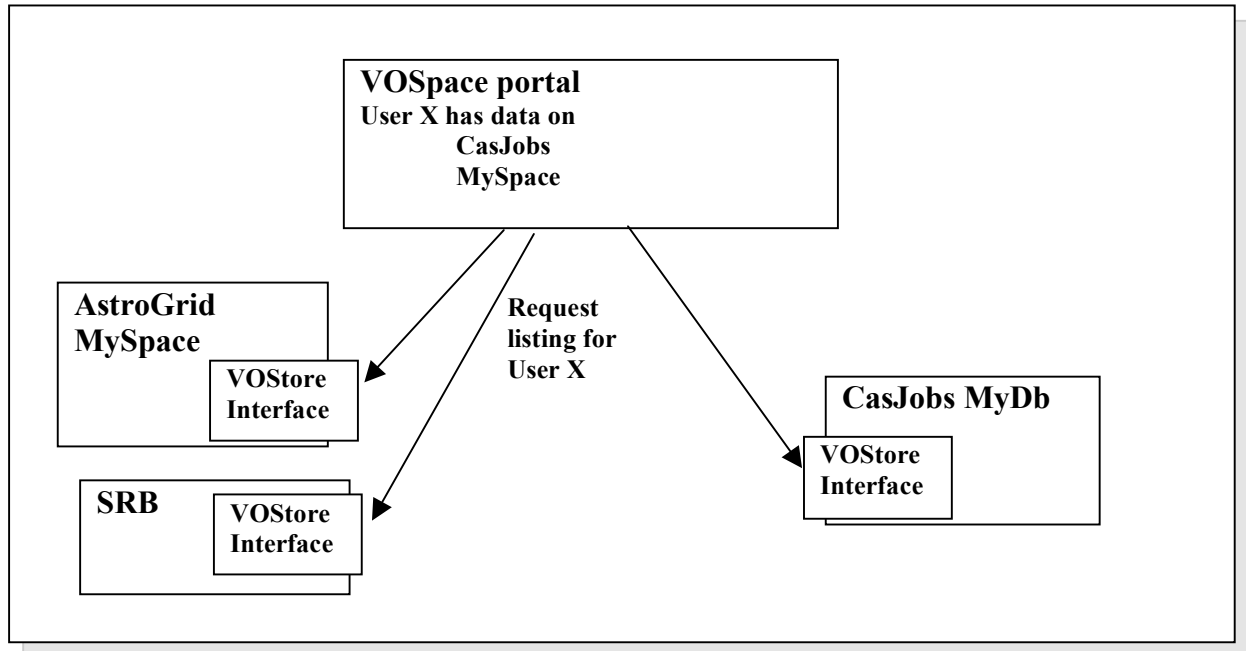 VOSpace portal
User X has data on
CasJobs
MySpace
AstroGrid
MySpace
VOStore
Interface
Request
listing for
User X
CasJobs MyDb
VOStore
Interface
SRB
VOStore
Interface